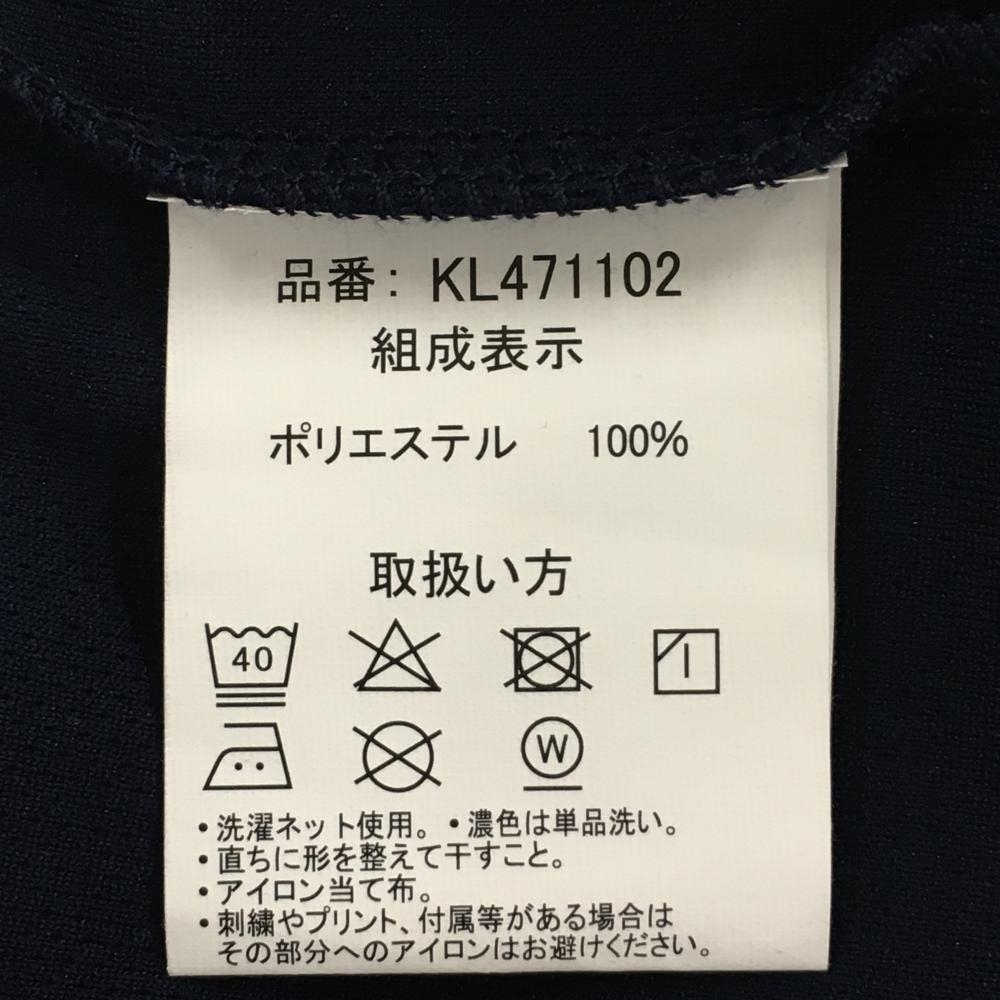 品番: KL471102
組成表示
ポリエステル 100%
取扱い方
40
W
・洗濯ネット使用。・濃色は単品洗い。
・直ちに形を整えて干すこと。
・アイロン当て布。
・刺繍やプリント、付属等がある場合は
その部分へのアイロンはお避けください。